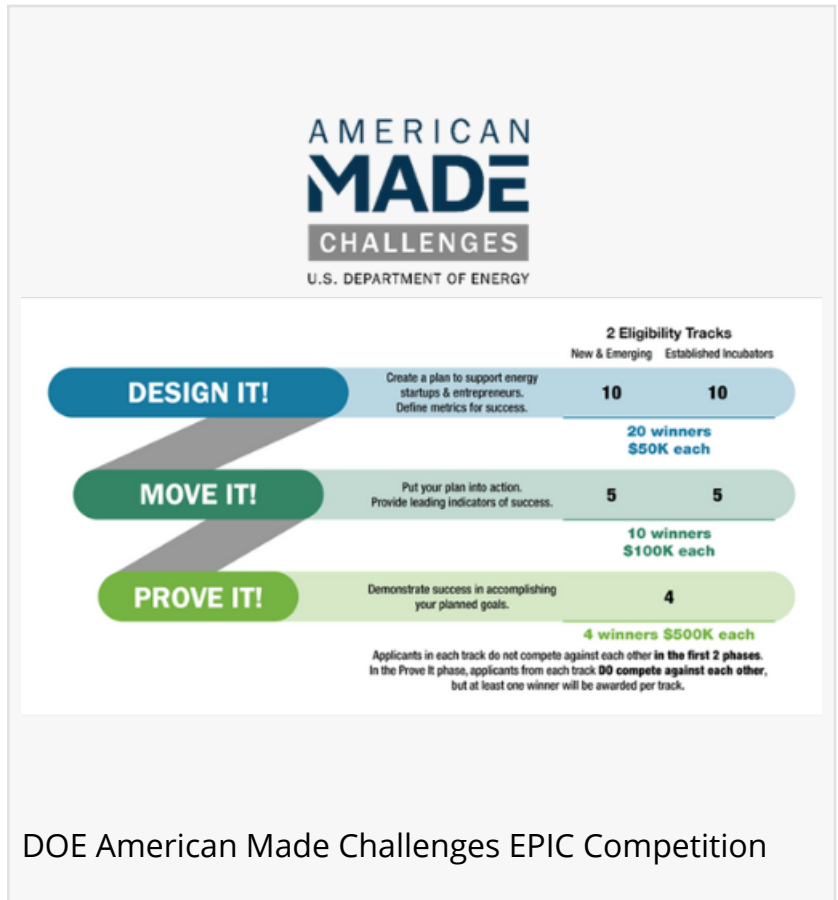 AMERICAN
MADE
CHALLENGES
U.S. DEPARTMENT OF ENERGY
2 Eligibility Tracks
New & Emerging Established Incubators
DESIGN IT!
Create a plan to support energy
startups & entrepreneurs.
Define metrics for success.
10 10
20 winners
$50K each
MOVE IT!
Put your plan into action.
Provide leading indicators of success.
5 5
10 winners
$100K each
PROVE IT!
Demonstrate success in accomplishing
your planned goals.
4
4 winners $500K each
Applicants in each track do not compete against each other in the first 2 phases.
In the Prove It phase, applicants from each track DO compete against each other,
but at least one winner will be awarded per track.
DOE American Made Challenges EPIC Competition